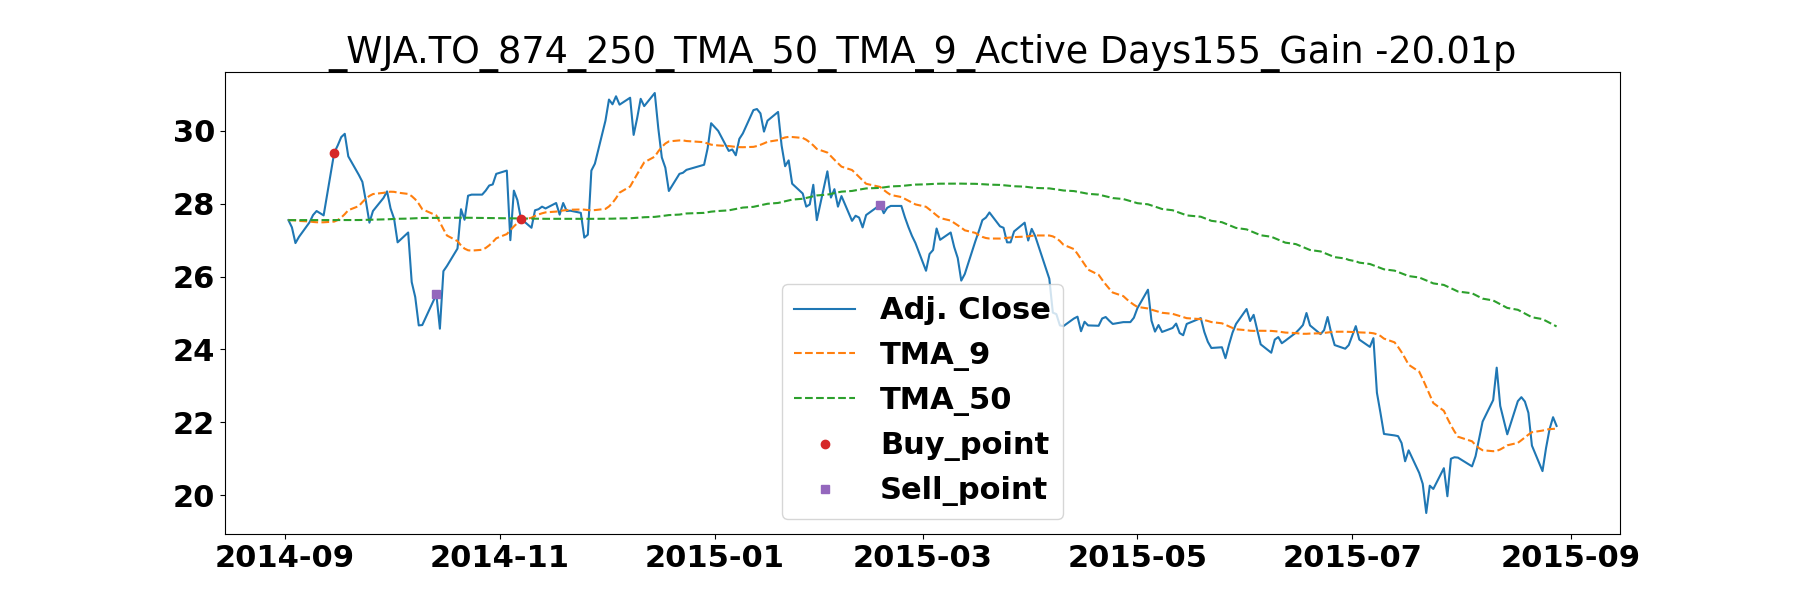 _WJA.TO_874_250_TMA_50_TMA_9_Active Days155_Gain -20.01p
30
28
26
24
22
20
Adj. Close
TMA_9
TMA_50
Buy_point
Sell_point
2014-09 2014-11 2015-01 2015-03 2015-05 2015-07 2015-09